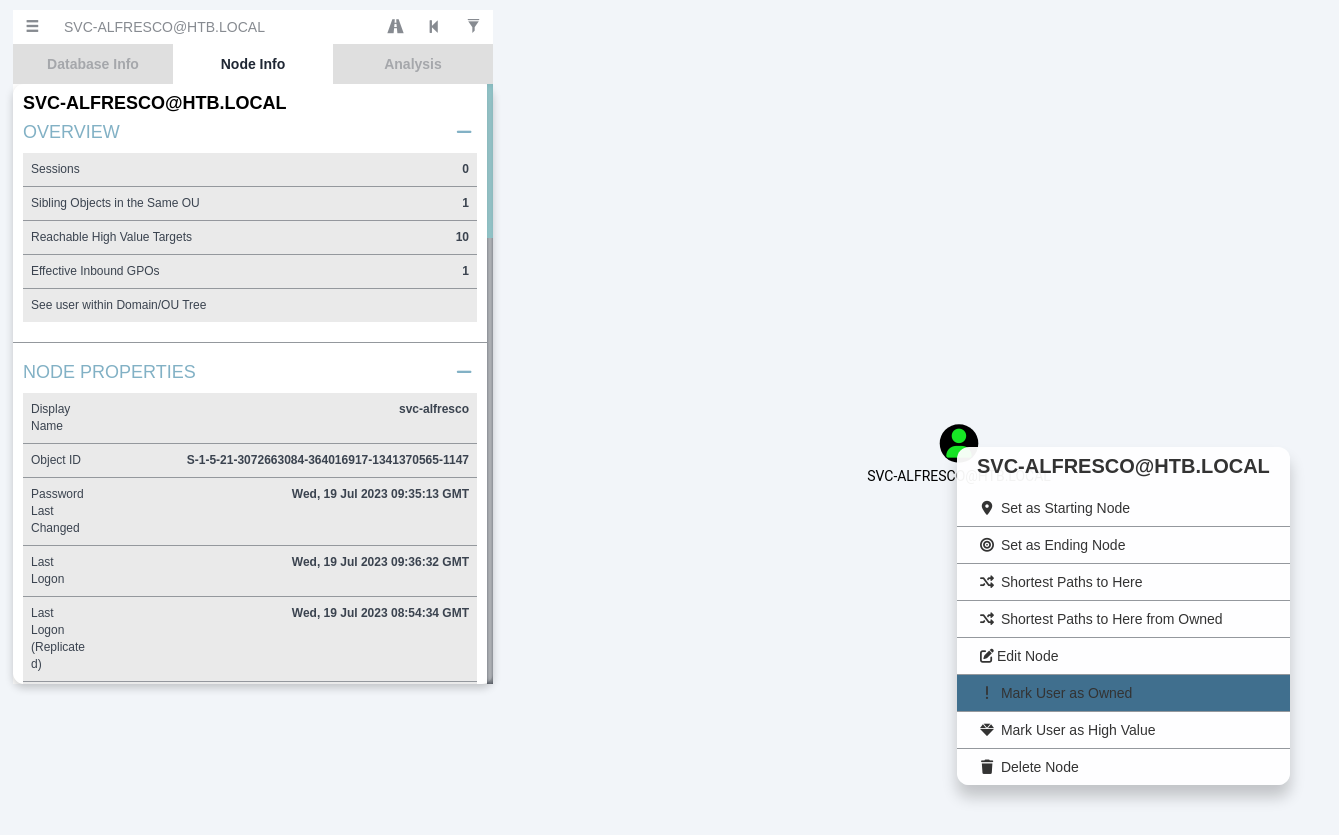 SVC-ALFRESCO@HTB.LOCAL
Database Info
Node Info
Analysis
SVC-ALFRESCO@HTB.LOCAL
OVERVIEW
Sessions 0
Sibling Objects in the Same OU 1
Reachable High Value Targets 10
Effective Inbound GPOs 1
See user within Domain/OU Tree
NODE PROPERTIES
Display svc-alfresco
Name
Object ID S-1-5-21-3072663084-364016917-1341370565-1147
Password Wed, 19 Jul 2023 09:35:13 GMT
Last
Changed
Last Wed, 19 Jul 2023 09:36:32 GMT
Logon
Last Wed, 19 Jul 2023 08:54:34 GMT
Logon
(Replicate
d)
SVC-ALFRESCO@HTB.LOCAL
SVC-ALFRESCO@HTB.LOCAL
Set as Starting Node
Set as Ending Node
Shortest Paths to Here
Shortest Paths to Here from Owned
Edit Node
Mark User as Owned
Mark User as High Value
Delete Node